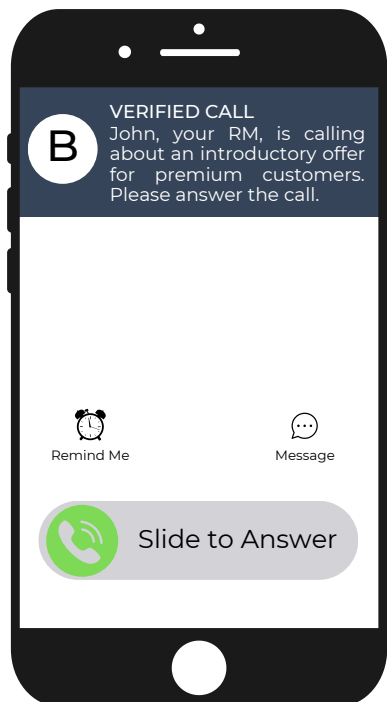 B
VERIFIED CALL
John, your RM, is calling
about an introductory offer
for premium customers.
Please answer the call.
Remind Me
Message
Slide to Answer